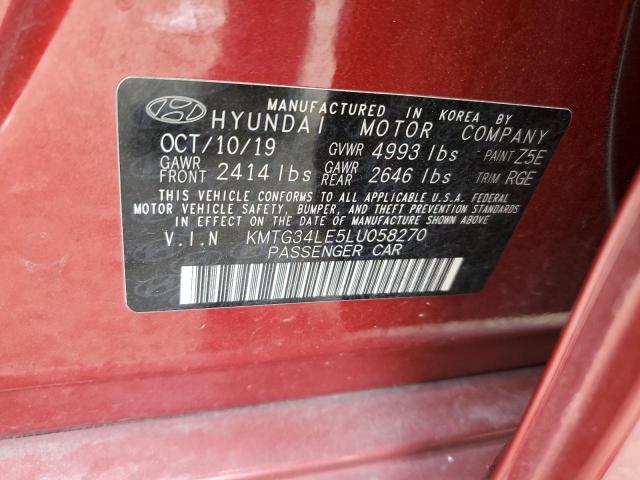 MANUFACTURED IN KOREA BY
HYUNDAI MOTOR COMPANY
OCT/10/19 GVWR 4993 lbs PAINT Z5E
GAWR FRONT 2414 lbs GAWR REAR 2646 lbs TRIM RGE
THIS VEHICLE CONFORMS TO ALL APPLICABLE U.S.A. FEDERAL
MOTOR VEHICLE SAFETY, BUMPER, AND THEFT PREVENTION STANDARDS
IN EFFECT ON THE DATE OF MANUFACTURE SHOWN ABOVE.
V.I.N KMTG34LE5LU058270
PASSENGER CAR